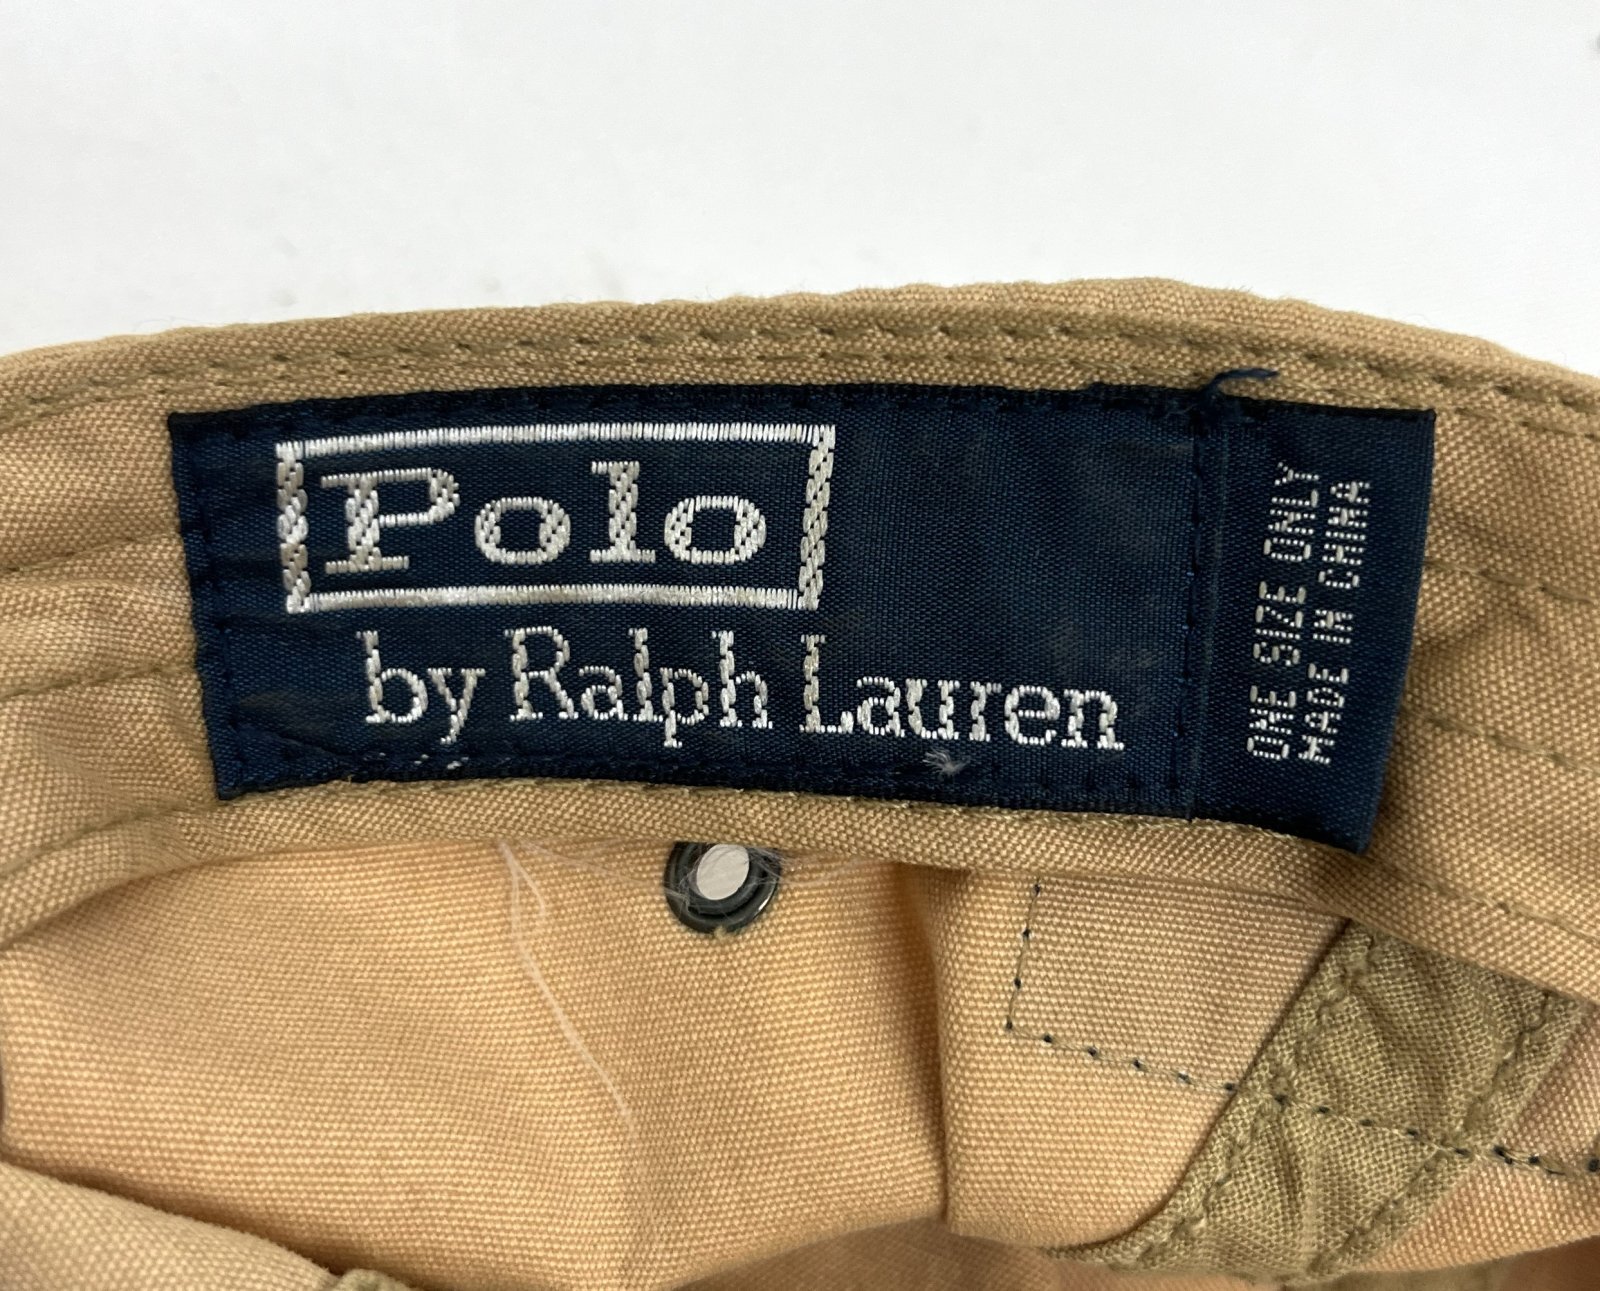 Polo
by Ralph Lauren
ONE SIZE ONLY
MADE IN CHINA